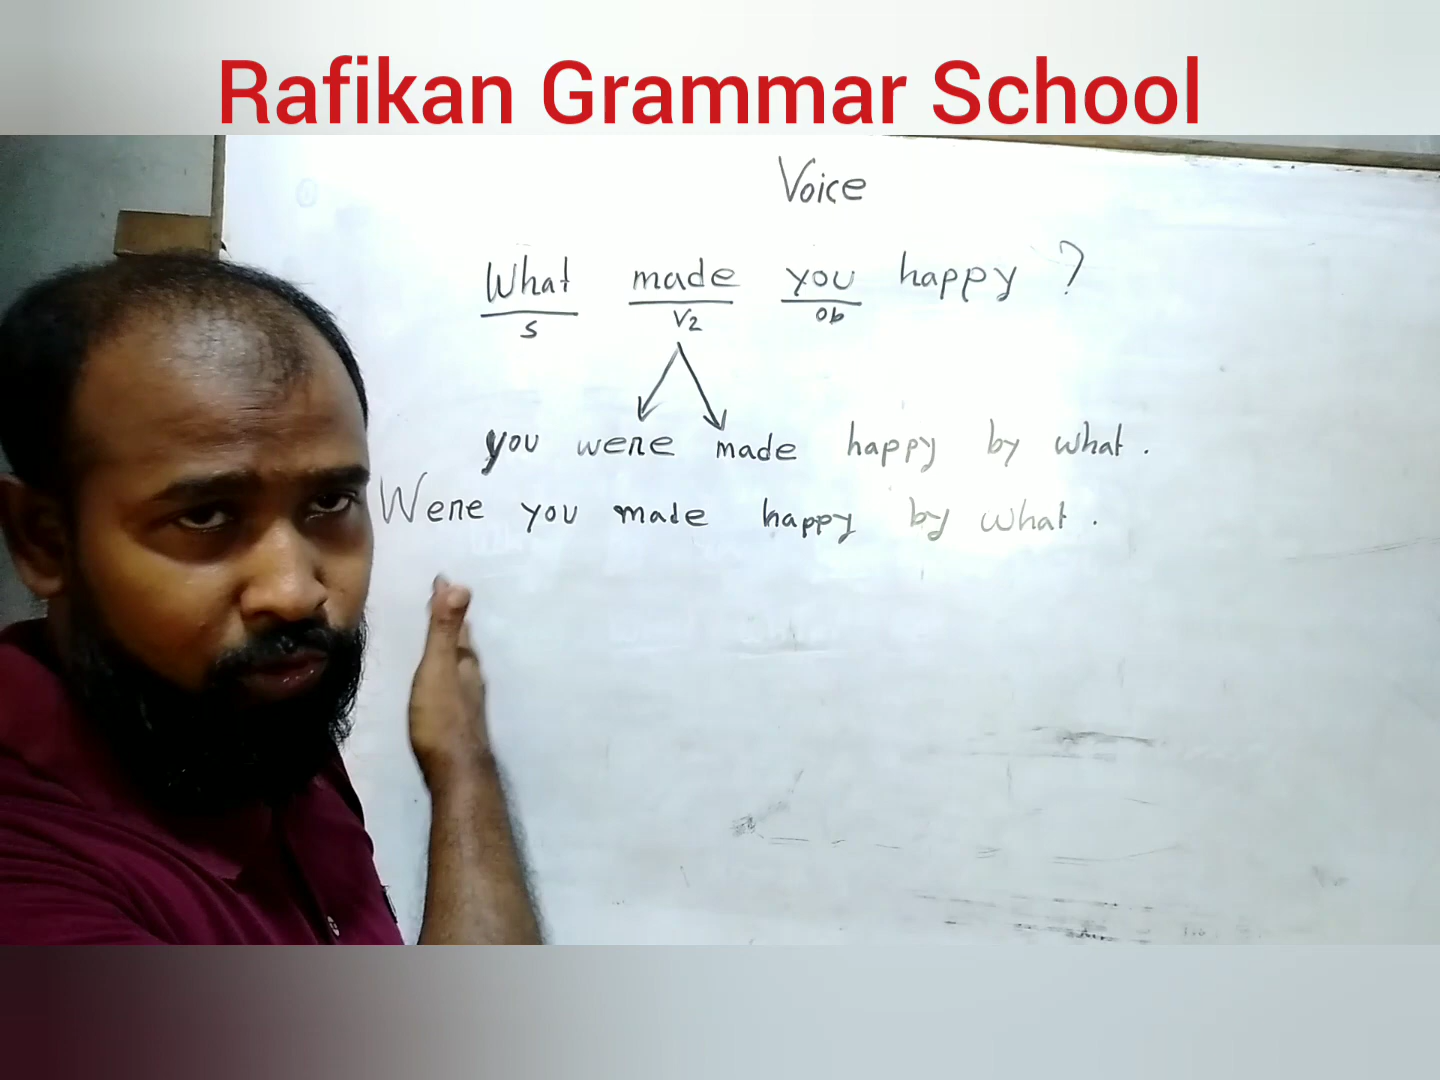 Rafikan Grammar School
Voice
What made you happy ?
S V2 ob
you were made happy by what .
Were you made happy by what .